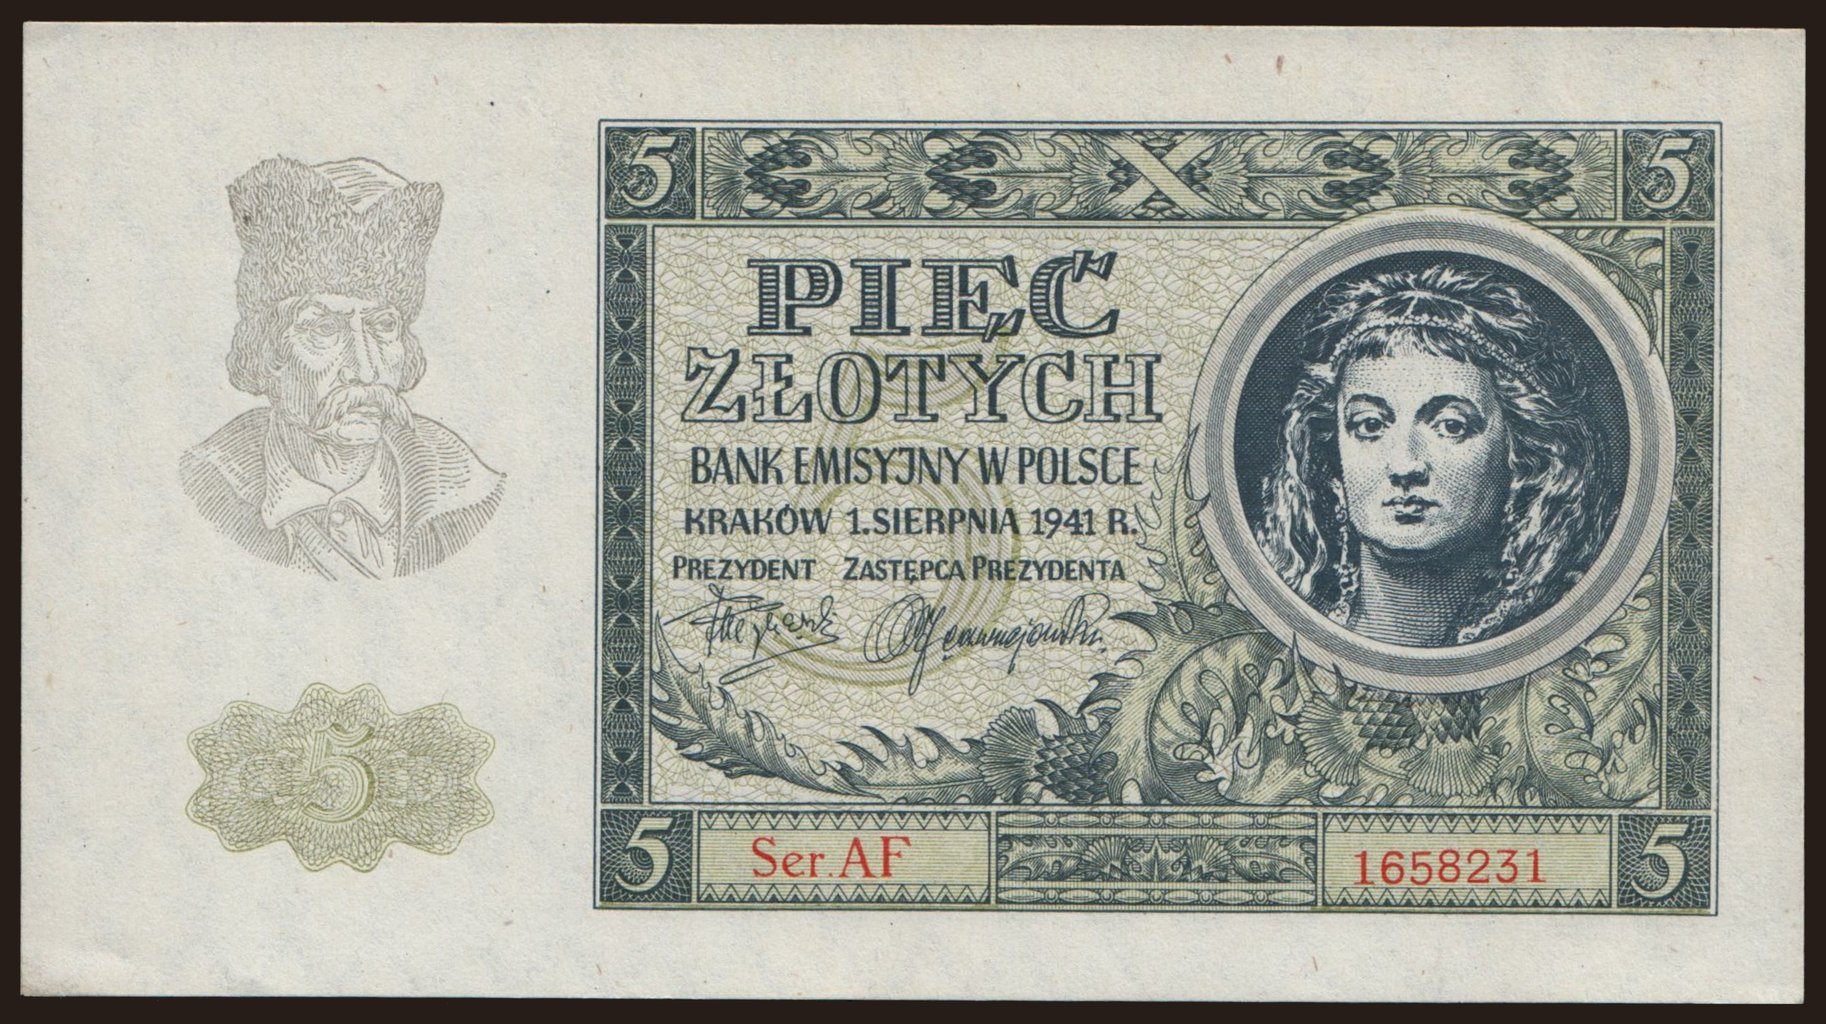 5 5
PIĘĆ
ZŁOTYCH
BANK EMISYJNY W POLSCE
KRAKÓW 1. SIERPNIA 1941 R.
PREZYDENT ZASTĘPCA PREZYDENTA
5
5 Ser. AF 1658231 5